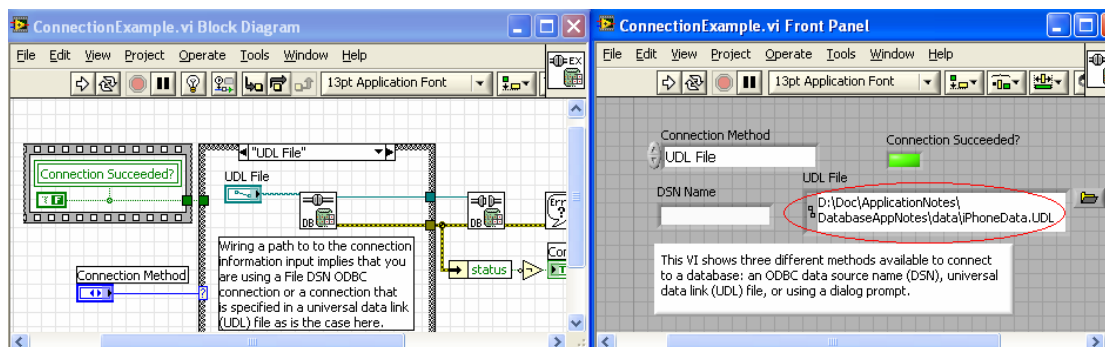 ConnectionExample.vi Block Diagram
File Edit View Project Operate Tools Window Help
EX
13pt Application Font
"UDL File"
Connection Succeeded?
F
UDL File
DB
DB
Wiring a path to to the connection
information input implies that you
are using a File DSN ODBC
connection or a connection that
is specified in a universal data link
(UDL) file as is the case here.
Connection Method
?
status
ConnectionExample.vi Front Panel
File Edit View Project Operate Tools Window Help
13pt Application Font
Connection Method
UDL File
Connection Succeeded?
DSN Name
UDL File
D:\Doc\ApplicationNotes\
DatabaseAppNotes\data\iPhoneData.UDL
This VI shows three different methods available to connect
to a database: an ODBC data source name (DSN), universal
data link (UDL) file, or using a dialog prompt.